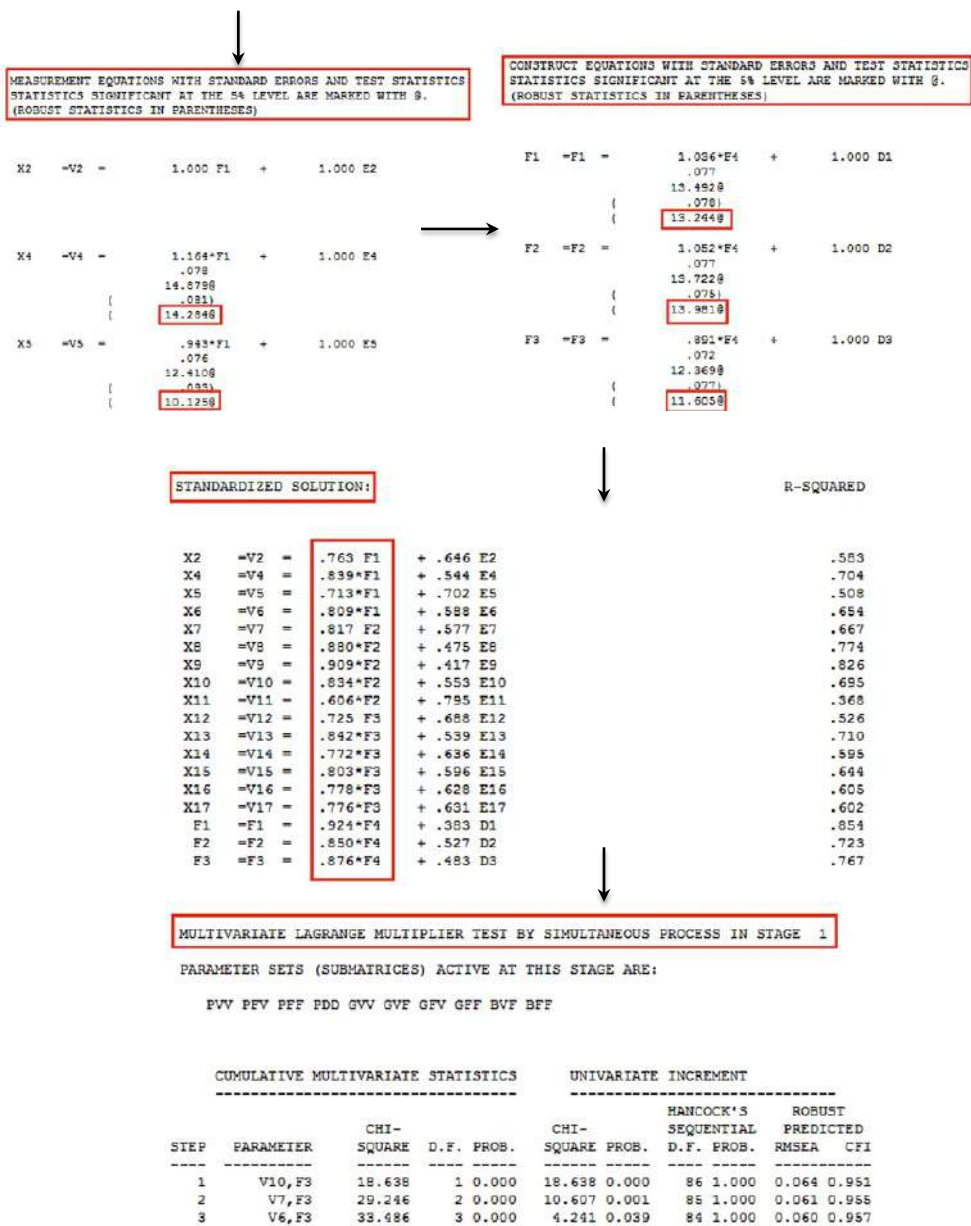 MEASUREMENT EQUATIONS WITH STANDARD ERRORS AND TEST STATISTICS
STATISTICS SIGNIFICANT AT THE 5% LEVEL ARE MARKED WITH @.
(ROBUST STATISTICS IN PARENTHESES)
X2 =V2 = 1.000 F1 + 1.000 E2
X4 =V4 = 1.164*F1 + 1.000 E4
.078
14.879@
( .081)
( 14.284@
X5 =V5 = .943*F1 + 1.000 E5
.076
12.410@
( .093)
( 10.125@
CONSTRUCT EQUATIONS WITH STANDARD ERRORS AND TEST STATISTICS
STATISTICS SIGNIFICANT AT THE 5% LEVEL ARE MARKED WITH @.
(ROBUST STATISTICS IN PARENTHESES)
F1 =F1 = 1.036*F4 + 1.000 D1
.077
13.492@
( .078)
( 13.244@
F2 =F2 = 1.052*F4 + 1.000 D2
.077
13.722@
( .075)
( 13.981@
F3 =F3 = .891*F4 + 1.000 D3
.072
12.369@
( .077)
( 11.605@
STANDARDIZED SOLUTION: R-SQUARED
X2 =V2 = .763 F1 + .646 E2 .583
X4 =V4 = .839*F1 + .544 E4 .704
X5 =V5 = .713*F1 + .702 E5 .508
X6 =V6 = .809*F1 + .588 E6 .654
X7 =V7 = .817 F2 + .577 E7 .667
X8 =V8 = .880*F2 + .475 E8 .774
X9 =V9 = .909*F2 + .417 E9 .826
X10 =V10 = .834*F2 + .553 E10 .695
X11 =V11 = .606*F2 + .795 E11 .368
X12 =V12 = .725 F3 + .688 E12 .526
X13 =V13 = .842*F3 + .539 E13 .710
X14 =V14 = .772*F3 + .636 E14 .595
X15 =V15 = .803*F3 + .596 E15 .644
X16 =V16 = .778*F3 + .628 E16 .605
X17 =V17 = .776*F3 + .631 E17 .602
F1 =F1 = .924*F4 + .383 D1 .854
F2 =F2 = .850*F4 + .527 D2 .723
F3 =F3 = .876*F4 + .483 D3 .767
MULTIVARIATE LAGRANGE MULTIPLIER TEST BY SIMULTANEOUS PROCESS IN STAGE 1
PARAMETER SETS (SUBMATRICES) ACTIVE AT THIS STAGE ARE:
PVV PFV PFF PDD GVV GVF GFV GFF BVF BFF
CUMULATIVE MULTIVARIATE STATISTICS UNIVARIATE INCREMENT
---------------------------------- --------------------
HANCOCK'S ROBUST
CHI- CHI- SEQUENTIAL PREDICTED
STEP PARAMETER SQUARE D.F. PROB. SQUARE PROB. D.F. PROB. RMSEA CFI
---- ---------- ------ ---- ----- ------ ----- ---- ----- ----- -----
1 V10,F3 18.638 1 0.000 18.638 0.000 86 1.000 0.064 0.951
2 V7,F3 29.246 2 0.000 10.607 0.001 85 1.000 0.061 0.955
3 V6,F3 33.486 3 0.000 4.241 0.039 84 1.000 0.060 0.957